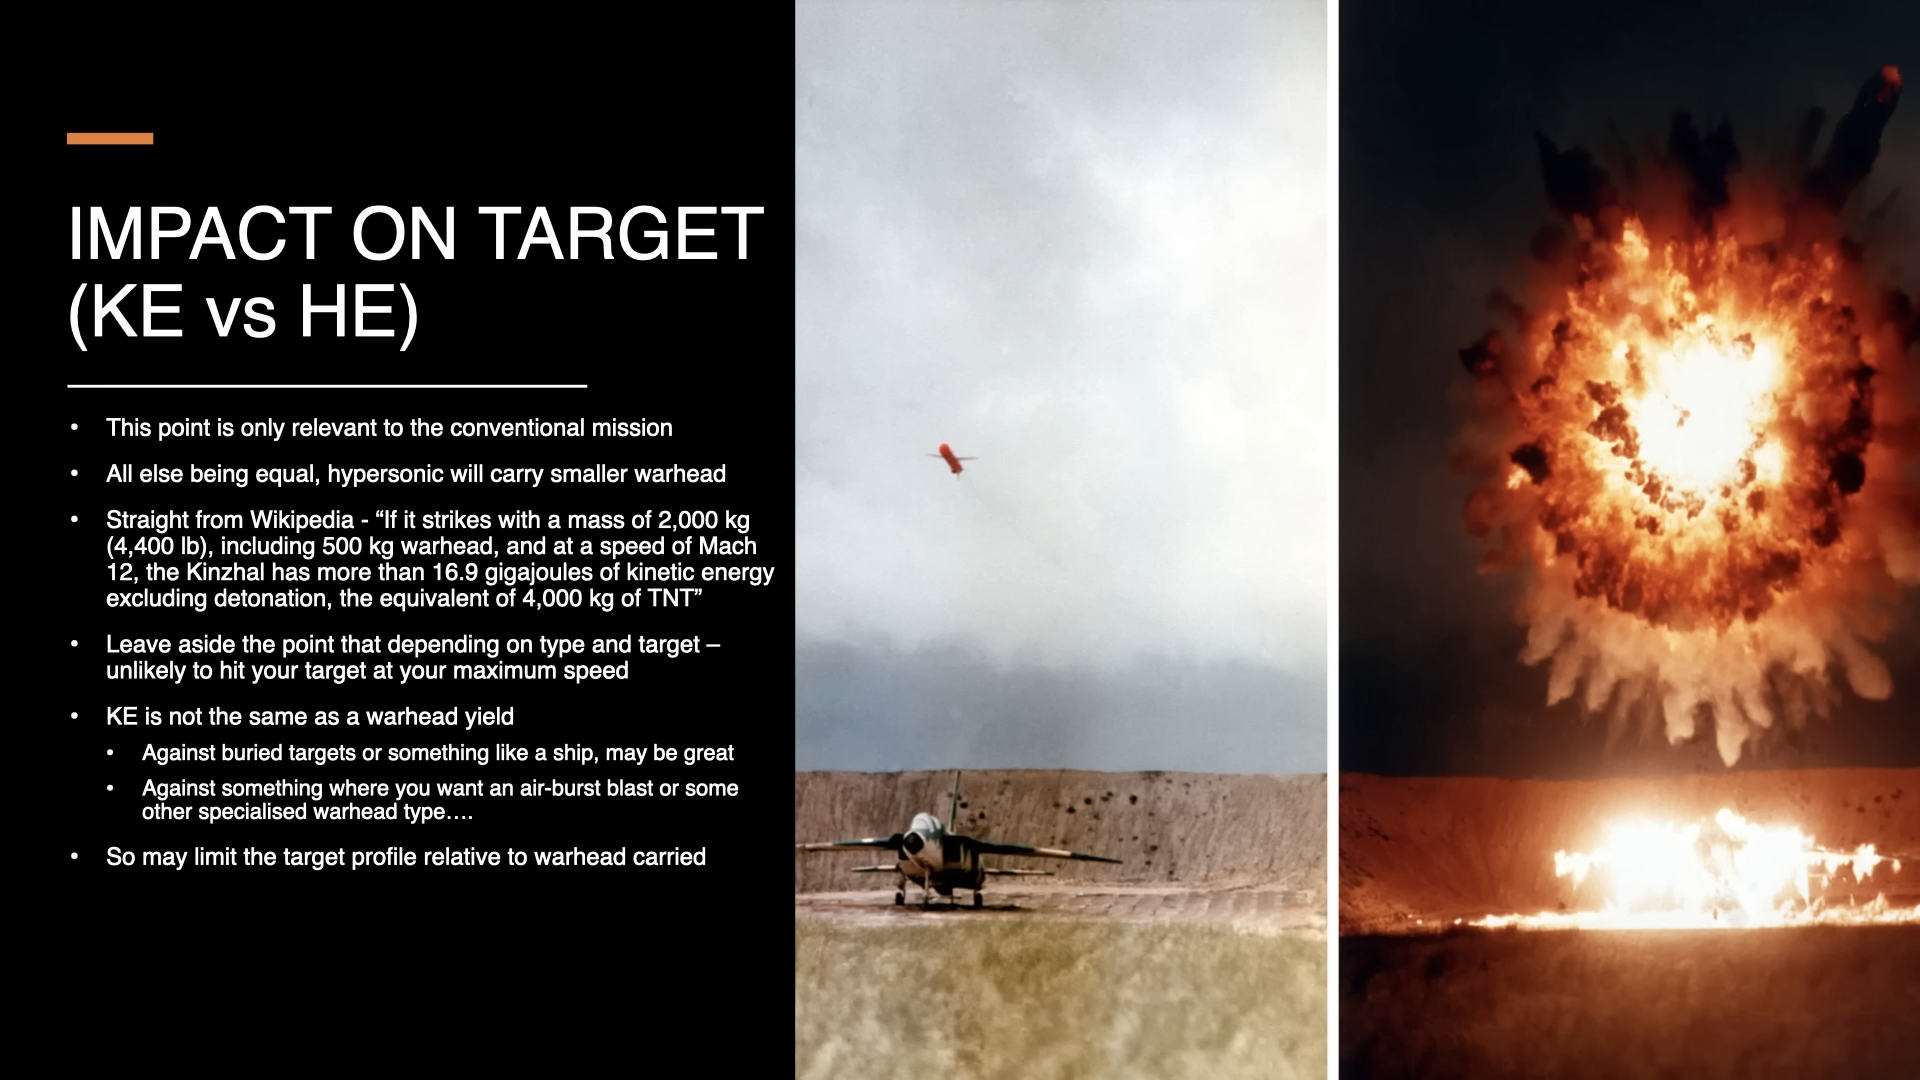 IMPACT ON TARGET
(KE vs HE)
• This point is only relevant to the conventional mission
• All else being equal, hypersonic will carry smaller warhead
• Straight from Wikipedia - “If it strikes with a mass of 2,000 kg
(4,400 lb), including 500 kg warhead, and at a speed of Mach
12, the Kinzhal has more than 16.9 gigajoules of kinetic energy
excluding detonation, the equivalent of 4,000 kg of TNT”
• Leave aside the point that depending on type and target –
unlikely to hit your target at your maximum speed
• KE is not the same as a warhead yield
• Against buried targets or something like a ship, may be great
• Against something where you want an air-burst blast or some
other specialised warhead type….
• So may limit the target profile relative to warhead carried